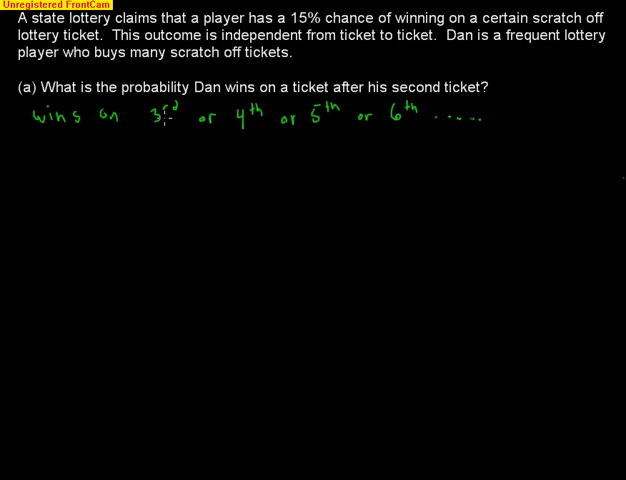 Unregistered FrontCam
A state lottery claims that a player has a 15% chance of winning on a certain scratch off
lottery ticket.  This outcome is independent from ticket to ticket.  Dan is a frequent lottery
player who buys many scratch off tickets.
(a) What is the probability Dan wins on a ticket after his second ticket?
wins on 3rd or 4th or 5th or 6th ......